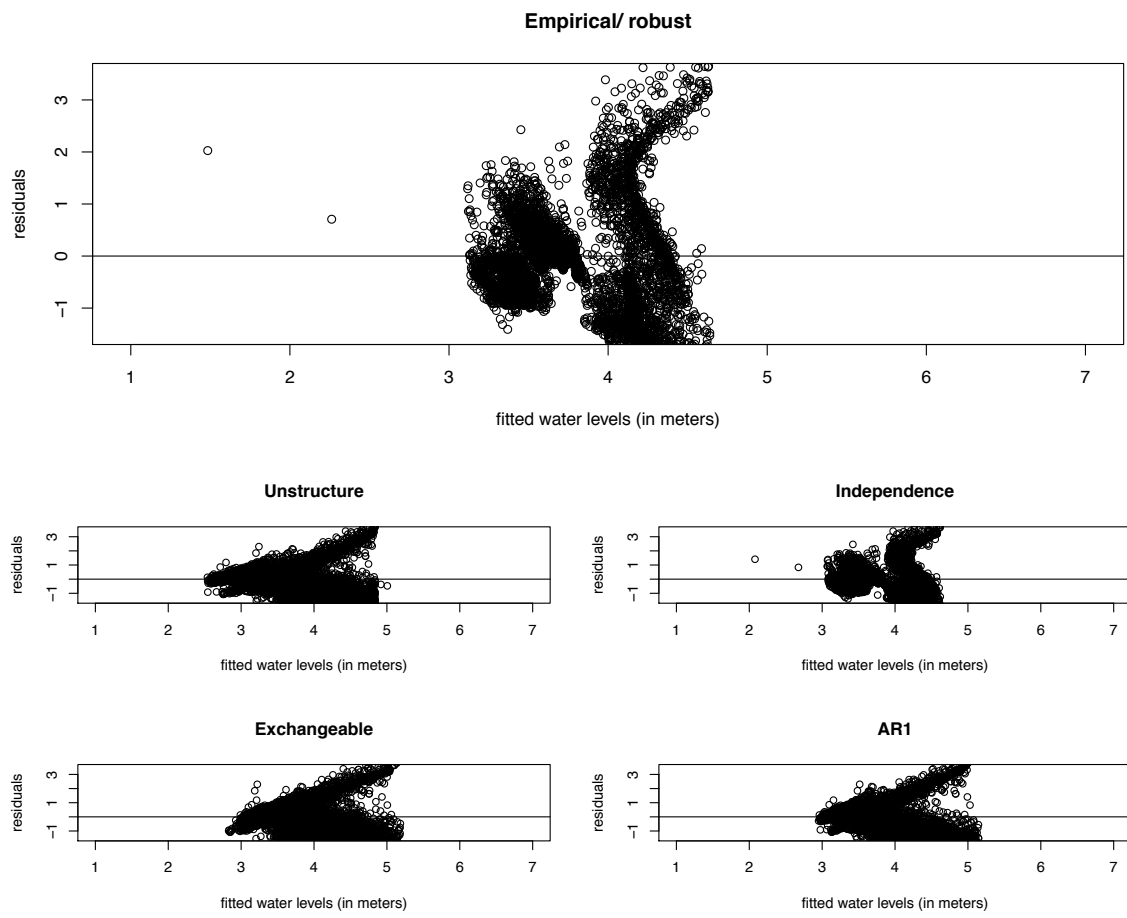 Empirical/ robust
residuals
3
2
1
0
−1
1 2 3 4 5 6 7
fitted water levels (in meters)
Unstructure
residuals
3
1
−1
1 2 3 4 5 6 7
fitted water levels (in meters)
Independence
residuals
3
1
−1
1 2 3 4 5 6 7
fitted water levels (in meters)
Exchangeable
residuals
3
1
−1
1 2 3 4 5 6 7
fitted water levels (in meters)
AR1
residuals
3
1
−1
1 2 3 4 5 6 7
fitted water levels (in meters)